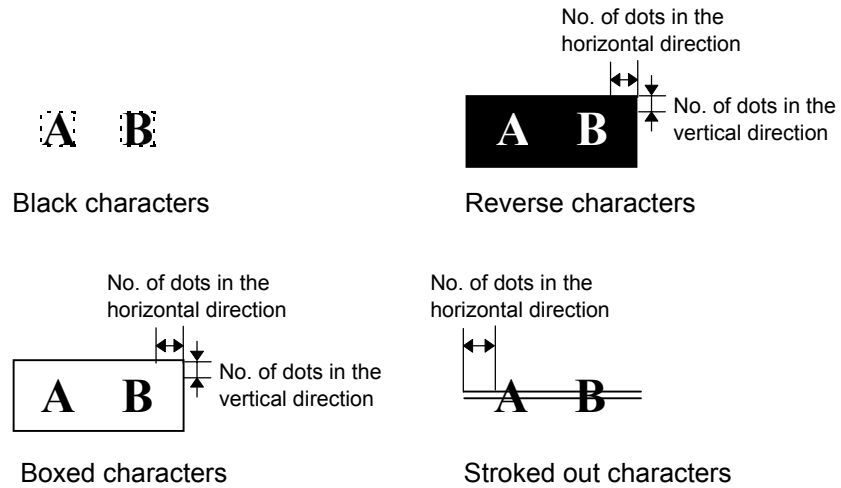 A B
Black characters
No. of dots in the
horizontal direction
No. of dots in the
vertical direction
A B
Reverse characters
No. of dots in the
horizontal direction
No. of dots in the
vertical direction
A B
Boxed characters
No. of dots in the
horizontal direction
A B
Stroked out characters